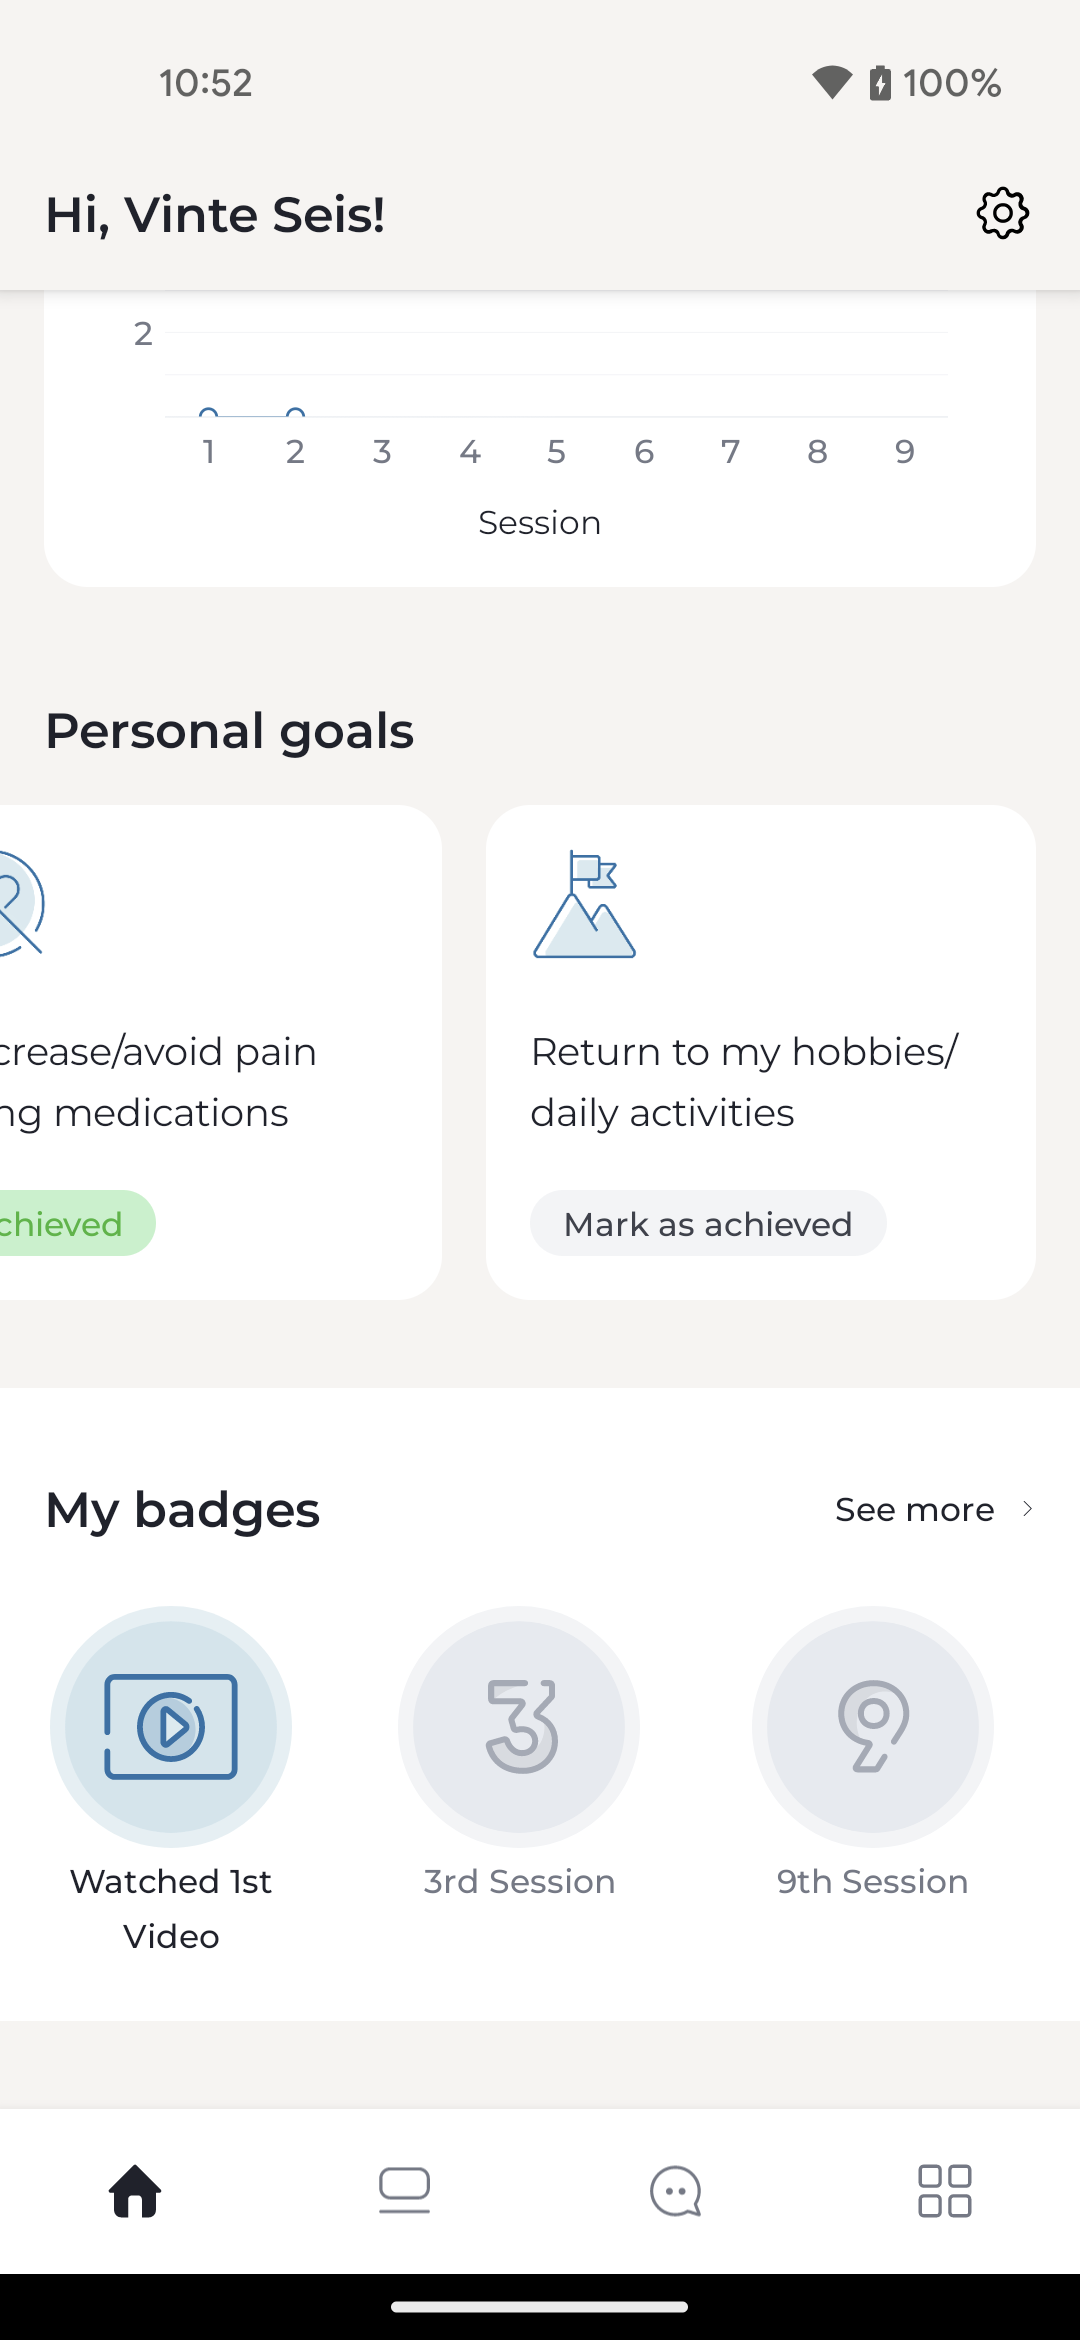 10:52
100%
Hi, Vinte Seis!
2
1 2 3 4 5 6 7 8 9
Session
Personal goals
crease/avoid pain
ng medications
chieved
Return to my hobbies/
daily activities
Mark as achieved
My badges
See more
3
9
Watched 1st
Video
3rd Session
9th Session